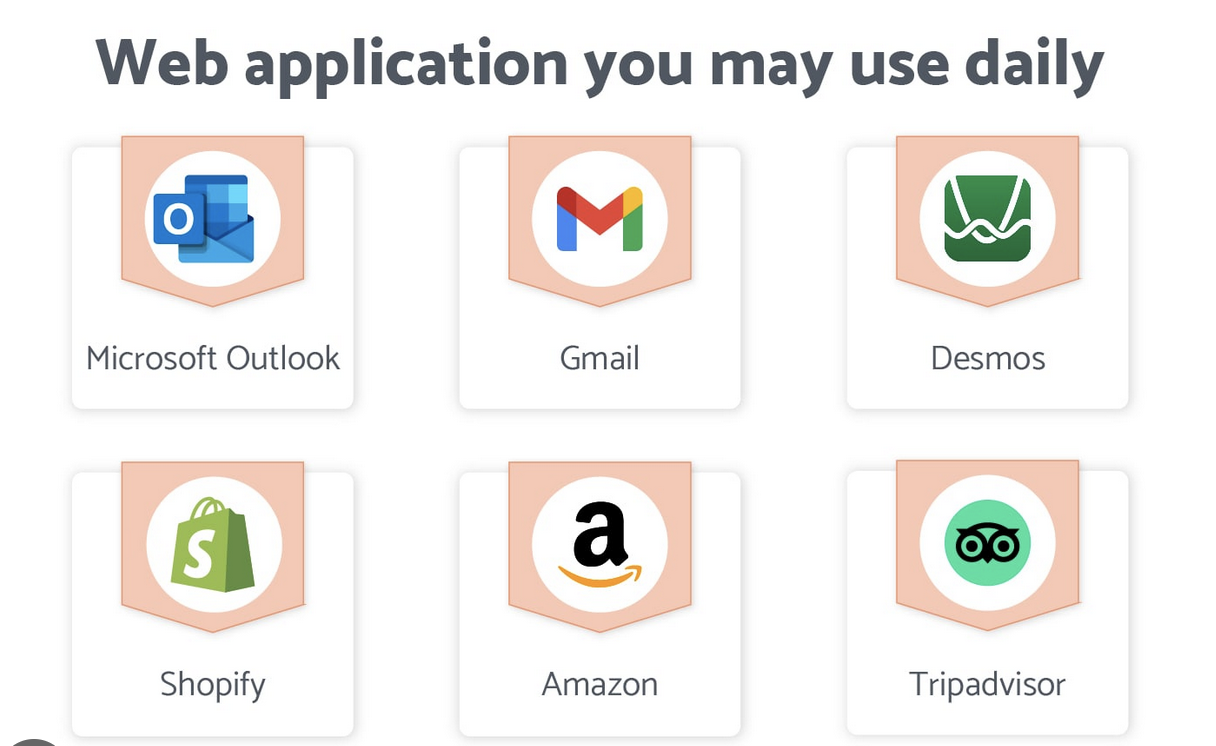 Web application you may use daily
O
Microsoft Outlook
Gmail
Desmos
S
Shopify
a
Amazon
Tripadvisor